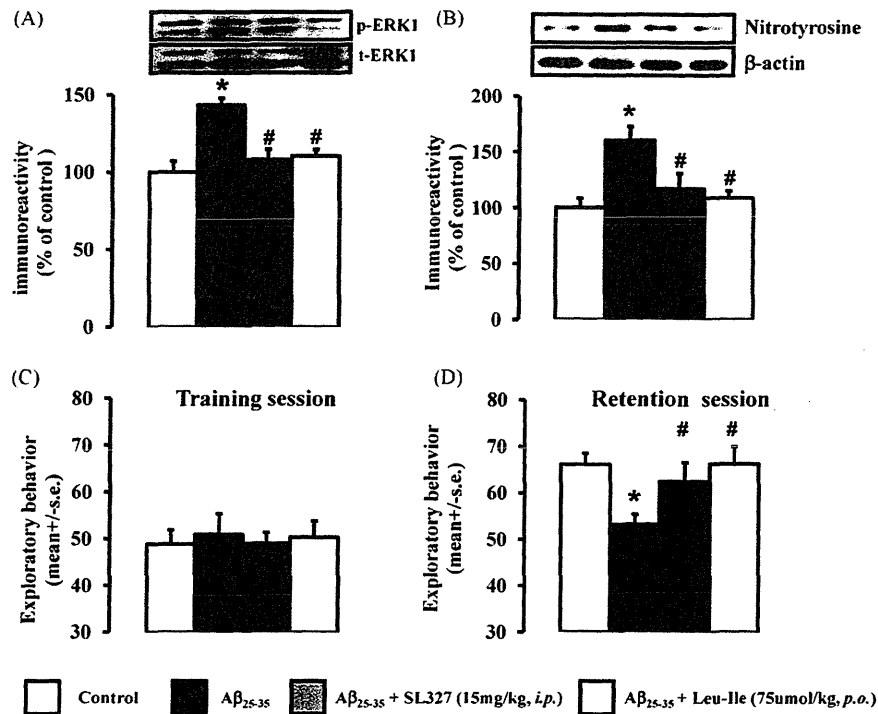 (A)
p-ERK1
t-ERK1
immunoreactivity
(% of control)
150
100
50
0
*
#
#
(B)
Nitrotyrosine
β-actin
Immunoreactivity
(% of control)
200
150
100
50
0
*
#
#
(C)
Training session
Exploratory behavior
(mean+/-s.e.)
80
70
60
50
40
30
(D)
Retention session
Exploratory behavior
(mean+/-s.e.)
80
70
60
50
40
30
*
#
#
Control
Aβ25-35
Aβ25-35 + SL327 (15mg/kg, i.p.)
Aβ25-35 + Leu-Ile (75umol/kg, p.o.)